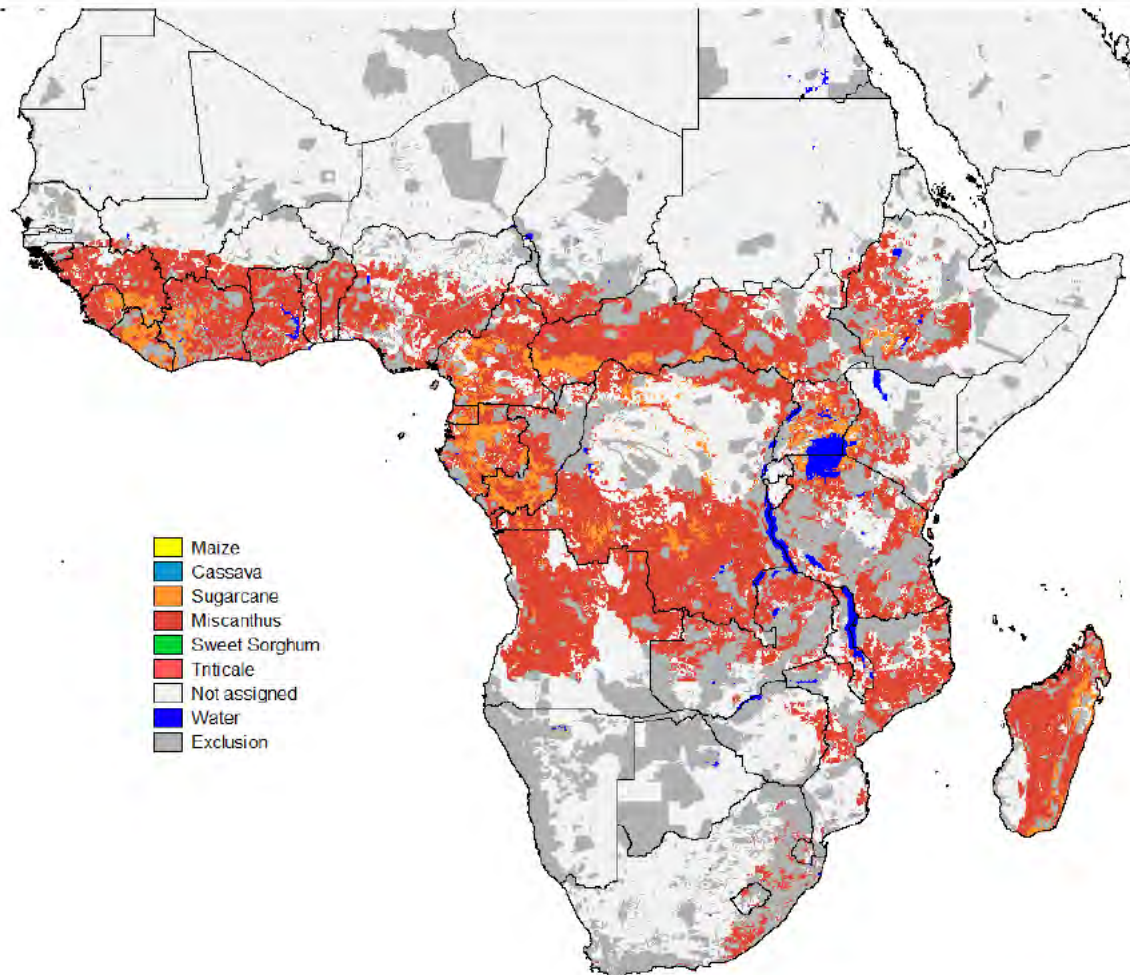 Maize
Cassava
Sugarcane
Miscanthus
Sweet Sorghum
Triticale
Not assigned
Water
Exclusion